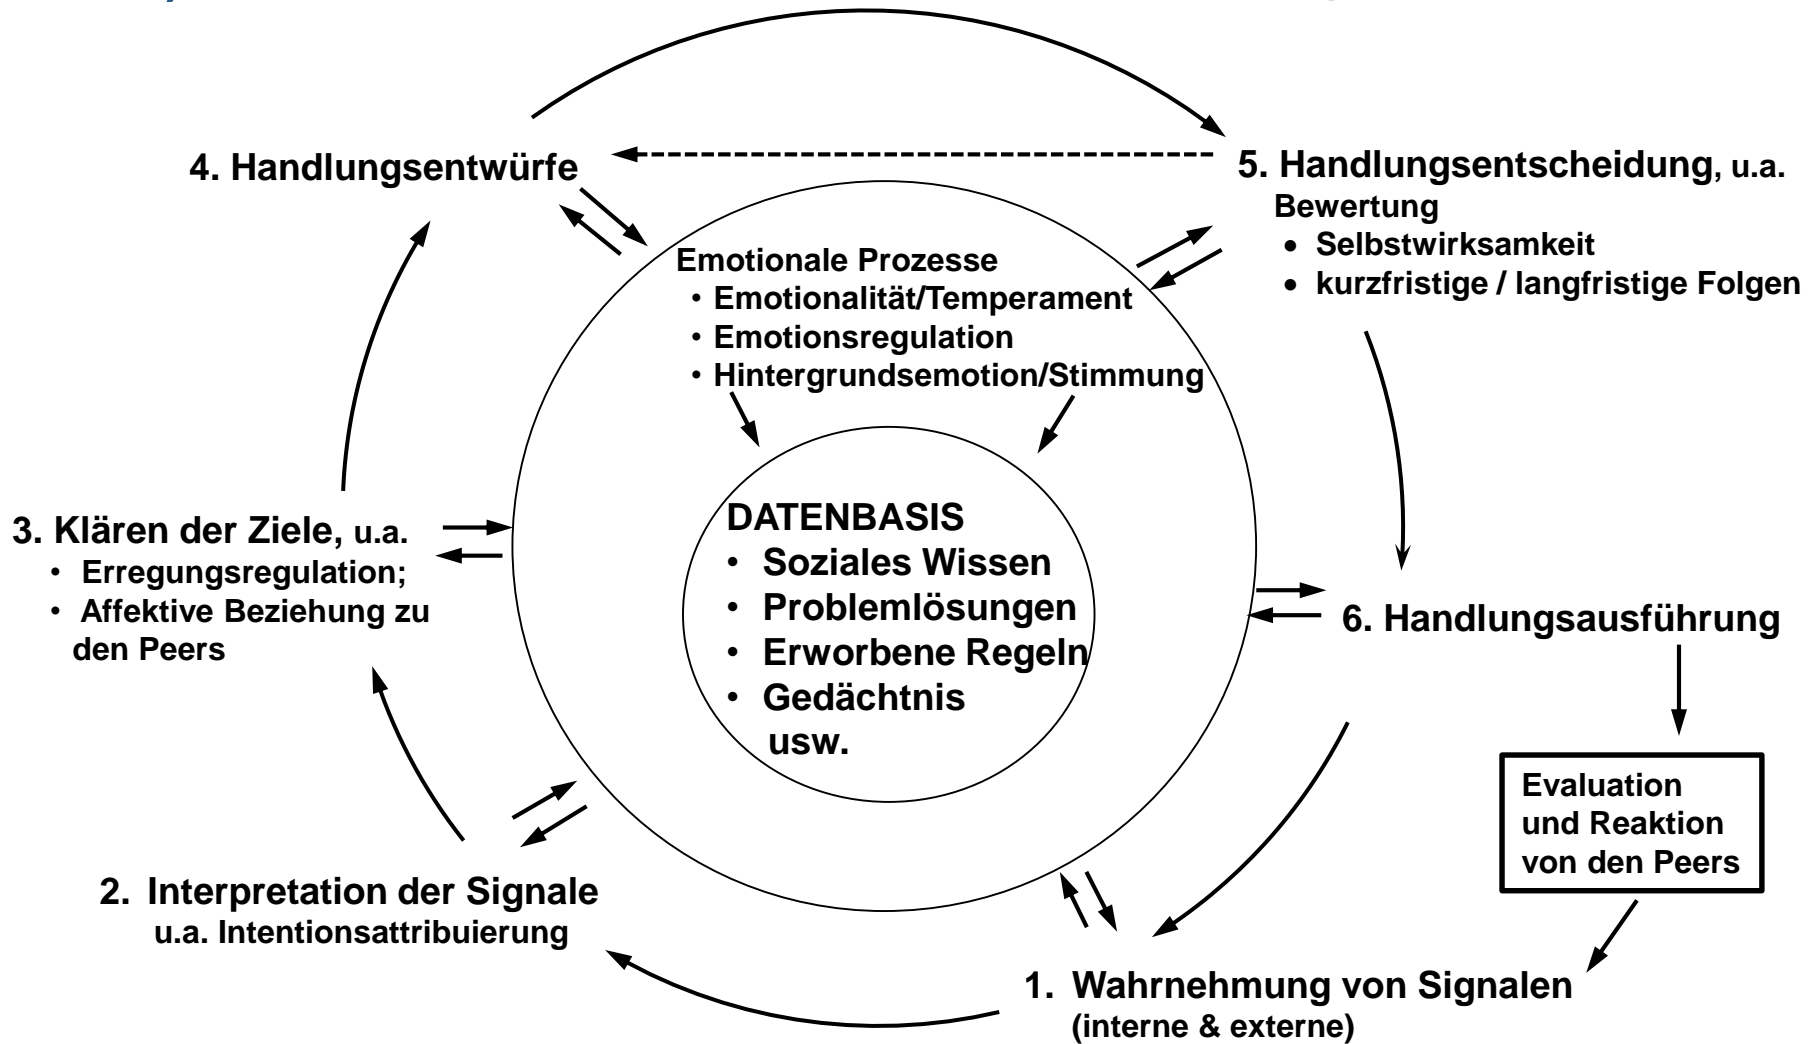 4. Handlungsentwürfe
5. Handlungsentscheidung, u.a.
Bewertung
• Selbstwirksamkeit
• kurzfristige / langfristige Folgen
Emotionale Prozesse
• Emotionalität/Temperament
• Emotionsregulation
• Hintergrundsemotion/Stimmung
3. Klären der Ziele, u.a.
• Erregungsregulation;
• Affektive Beziehung zu
den Peers
DATENBASIS
• Soziales Wissen
• Problemlösungen
• Erworbene Regeln
• Gedächtnis
usw.
6. Handlungsausführung
Evaluation
und Reaktion
von den Peers
2. Interpretation der Signale
u.a. Intentionsattribuierung
1. Wahrnehmung von Signalen
(interne & externe)